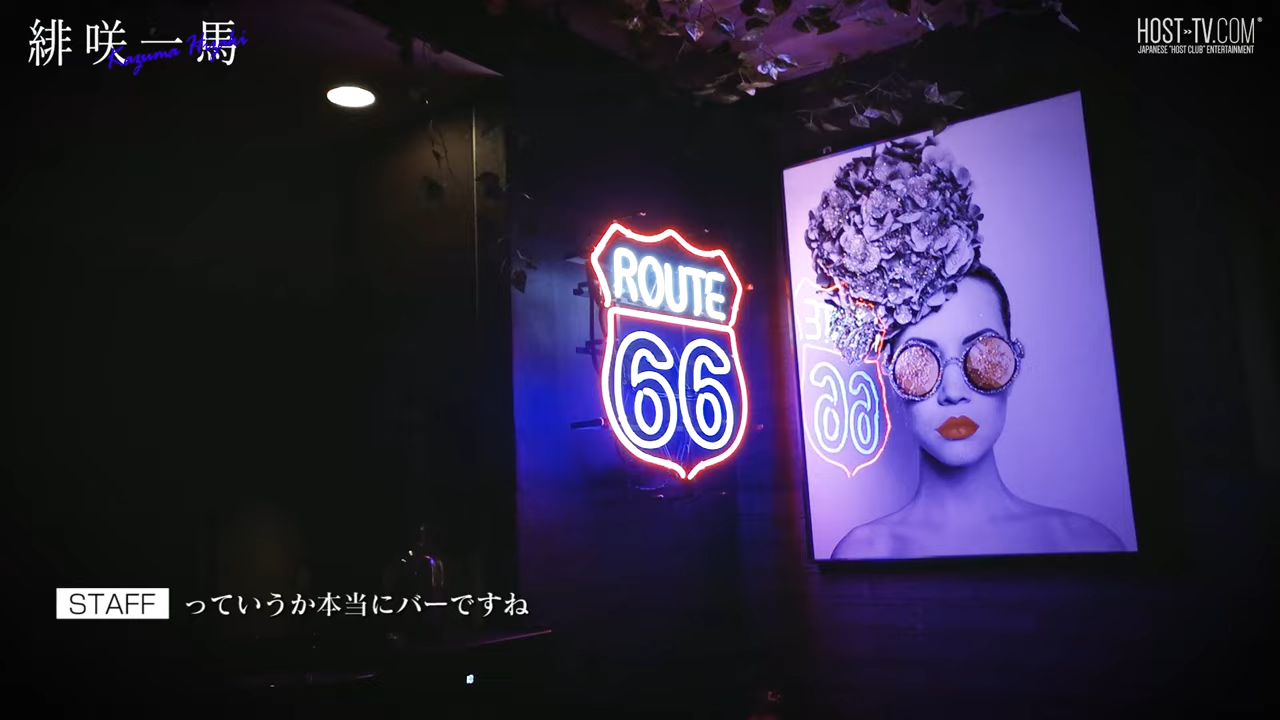 緋咲一馬
Kazuma Hizaki
HOST»TV.COM®
JAPANESE "HOST CLUB" ENTERTAINMENT
ROUTE
66
STAFF っていうか本当にバーですね